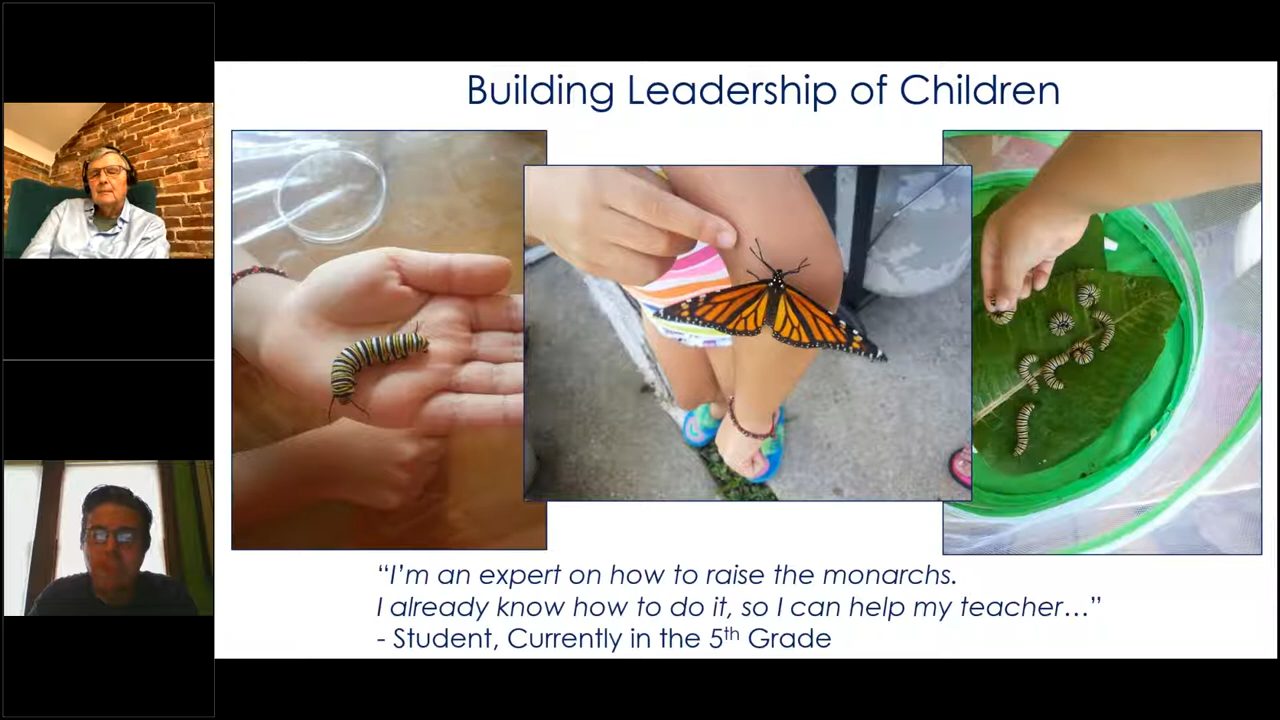 Building Leadership of Children
“I’m an expert on how to raise the monarchs.
I already know how to do it, so I can help my teacher…”
- Student, Currently in the 5th Grade